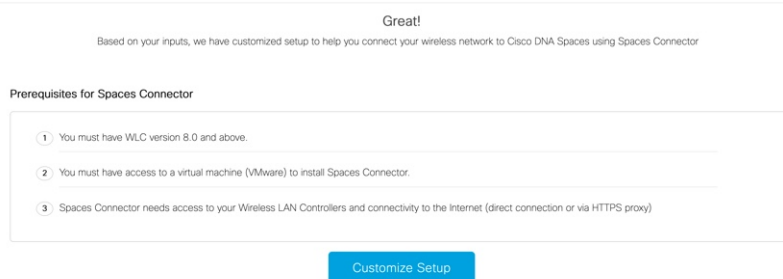 Great!
Based on your inputs, we have customized setup to help you connect your wireless network to Cisco DNA Spaces using Spaces Connector
Prerequisites for Spaces Connector
1 You must have WLC version 8.0 and above.
2 You must have access to a virtual machine (VMware) to install Spaces Connector.
3 Spaces Connector needs access to your Wireless LAN Controllers and connectivity to the Internet (direct connection or via HTTPS proxy)
Customize Setup